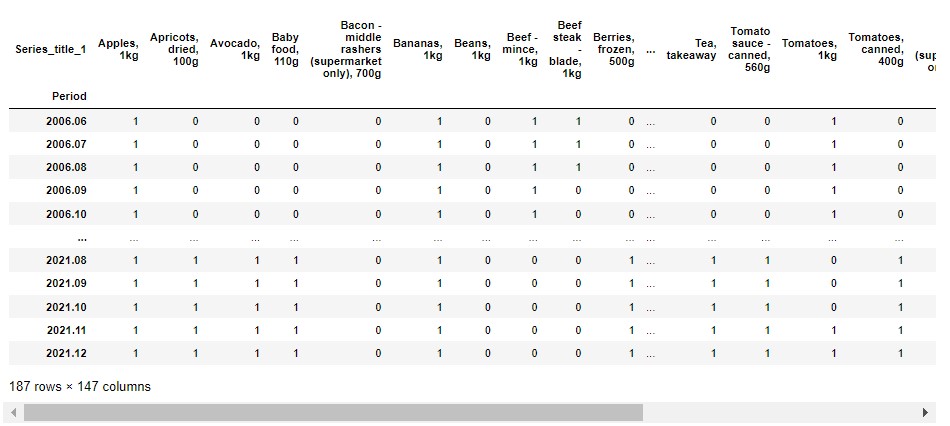 Series_title_1 Apples, 1kg Apricots, dried, 100g Avocado, 1kg Baby food, 110g Bacon - middle rashers (supermarket only), 700g Bananas, 1kg Beans, 1kg Beef - mince, 1kg Beef steak - blade, 1kg Berries, frozen, 500g ... Tea, takeaway Tomato sauce - canned, 560g Tomatoes, 1kg Tomatoes, canned, 400g
Period
2006.06 1 0 0 0 0 1 0 1 1 0 ... 0 0 1 0
2006.07 1 0 0 0 0 1 0 1 1 0 ... 0 0 1 0
2006.08 1 0 0 0 0 1 0 1 1 0 ... 0 0 1 0
2006.09 1 0 0 0 0 1 0 1 0 0 ... 0 0 1 0
2006.10 1 0 0 0 0 1 0 1 0 0 ... 0 0 1 0
... ... ... ... ... ... ... ... ... ... ... ... ... ... ... ...
2021.08 1 1 1 1 0 1 0 0 0 1 ... 1 1 0 1
2021.09 1 1 1 1 0 1 0 0 0 1 ... 1 1 0 1
2021.10 1 1 1 1 0 1 0 0 0 1 ... 1 1 0 1
2021.11 1 1 1 1 0 1 0 0 0 1 ... 1 1 1 1
2021.12 1 1 1 1 0 1 0 0 0 1 ... 1 1 1 1
187 rows × 147 columns